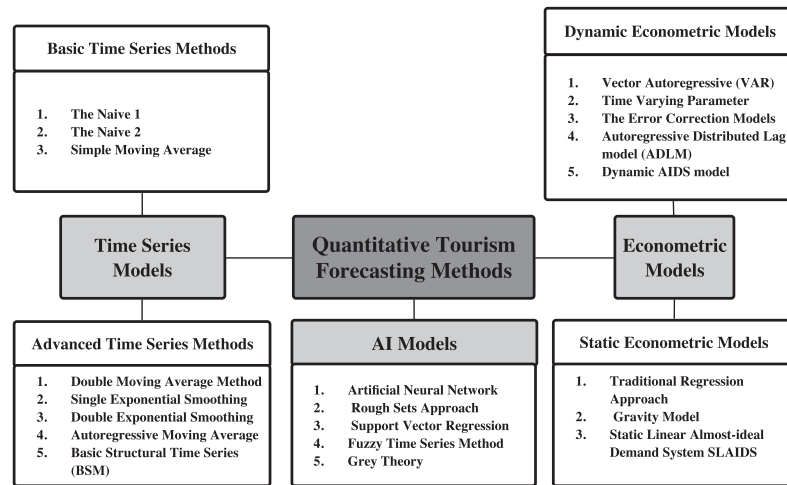 Basic Time Series Methods
1. The Naive 1
2. The Naive 2
3. Simple Moving Average
Dynamic Econometric Models
1. Vector Autoregressive (VAR)
2. Time Varying Parameter
3. The Error Correction Models
4. Autoregressive Distributed Lag
model (ADLM)
5. Dynamic AIDS model
Time Series
Models
Quantitative Tourism
Forecasting Methods
Econometric
Models
Advanced Time Series Methods
1. Double Moving Average Method
2. Single Exponential Smoothing
3. Double Exponential Smoothing
4. Autoregressive Moving Average
5. Basic Structural Time Series
(BSM)
AI Models
1. Artificial Neural Network
2. Rough Sets Approach
3. Support Vector Regression
4. Fuzzy Time Series Method
5. Grey Theory
Static Econometric Models
1. Traditional Regression
Approach
2. Gravity Model
3. Static Linear Almost-ideal
Demand System SLAIDS